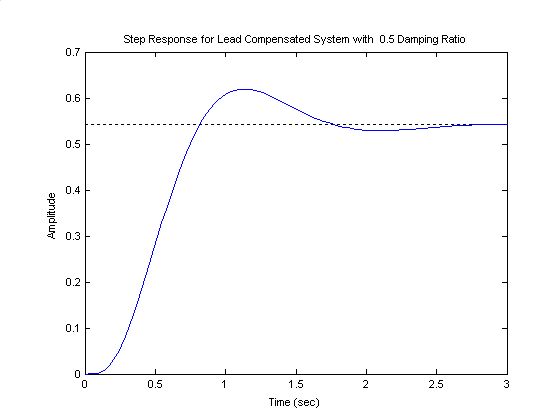 Step Response for Lead Compensated System with  0.5 Damping Ratio
0.7
0.6
0.5
0.4
0.3
0.2
0.1
0
Amplitude
0 0.5 1 1.5 2 2.5 3
Time (sec)